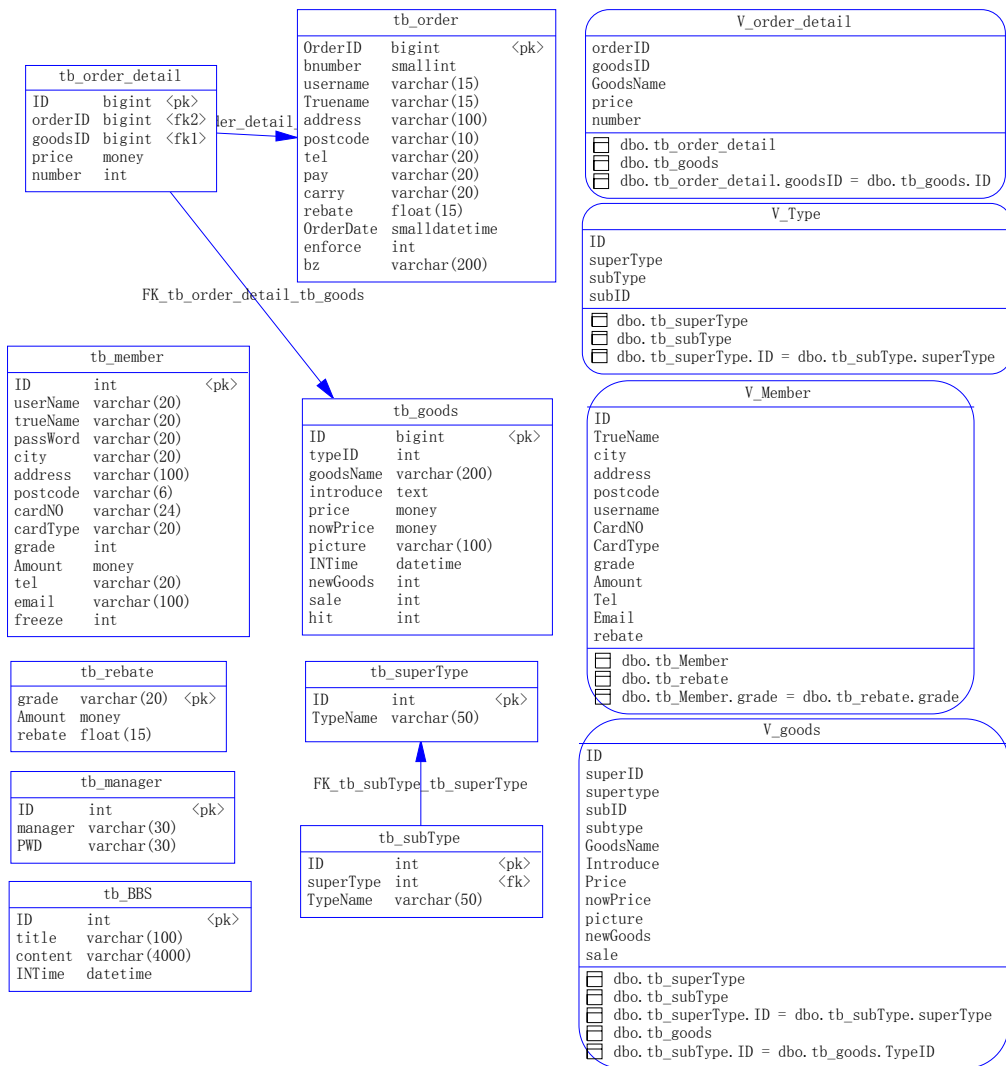 tb_order_detail
ID bigint <pk>
orderID bigint <fk2>
goodsID bigint <fk1>
price money
number int
der_detail_
tb_order
OrderID bigint <pk>
bnumber smallint
username varchar(15)
Truename varchar(15)
address varchar(100)
postcode varchar(10)
tel varchar(20)
pay varchar(20)
carry varchar(20)
rebate float(15)
OrderDate smalldatetime
enforce int
bz varchar(200)
FK_tb_order_detail_tb_goods
tb_member
ID int <pk>
userName varchar(20)
trueName varchar(20)
passWord varchar(20)
city varchar(20)
address varchar(100)
postcode varchar(6)
cardNO varchar(24)
cardType varchar(20)
grade int
Amount money
tel varchar(20)
email varchar(100)
freeze int
tb_goods
ID bigint <pk>
typeID int
goodsName varchar(200)
introduce text
price money
nowPrice money
picture varchar(100)
INTime datetime
newGoods int
sale int
hit int
tb_rebate
grade varchar(20) <pk>
Amount money
rebate float(15)
tb_superType
ID int <pk>
TypeName varchar(50)
FK_tb_subType_tb_superType
tb_manager
ID int <pk>
manager varchar(30)
PWD varchar(30)
tb_subType
ID int <pk>
superType int <fk>
TypeName varchar(50)
tb_BBS
ID int <pk>
title varchar(100)
content varchar(4000)
INTime datetime
V_order_detail
orderID
goodsID
GoodsName
price
number
dbo.tb_order_detail
dbo.tb_goods
dbo.tb_order_detail.goodsID = dbo.tb_goods.ID
V_Type
ID
superType
subType
subID
dbo.tb_superType
dbo.tb_subType
dbo.tb_superType.ID = dbo.tb_subType.superType
V_Member
ID
TrueName
city
address
postcode
username
CardNO
CardType
grade
Amount
Tel
Email
rebate
dbo.tb_Member
dbo.tb_rebate
dbo.tb_Member.grade = dbo.tb_rebate.grade
V_goods
ID
superID
supertype
subID
subtype
GoodsName
Introduce
Price
nowPrice
picture
newGoods
sale
dbo.tb_superType
dbo.tb_subType
dbo.tb_superType.ID = dbo.tb_subType.superType
dbo.tb_goods
dbo.tb_subType.ID = dbo.tb_goods.TypeID